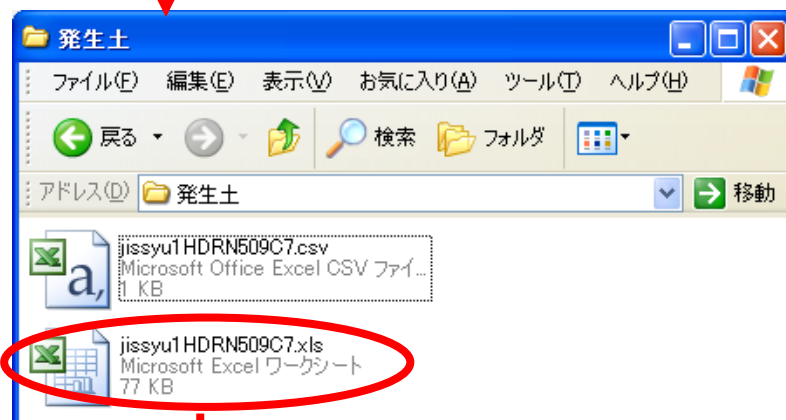 発生土
ファイル(F) 編集(E) 表示(V) お気に入り(A) ツール(T) ヘルプ(H)
戻る 検索 フォルダ
アドレス(D) 発生土 移動
jissyu1HDRN509C7.csv
Microsoft Office Excel CSV ファイ...
1 KB
jissyu1HDRN509C7.xls
Microsoft Excel ワークシート
77 KB